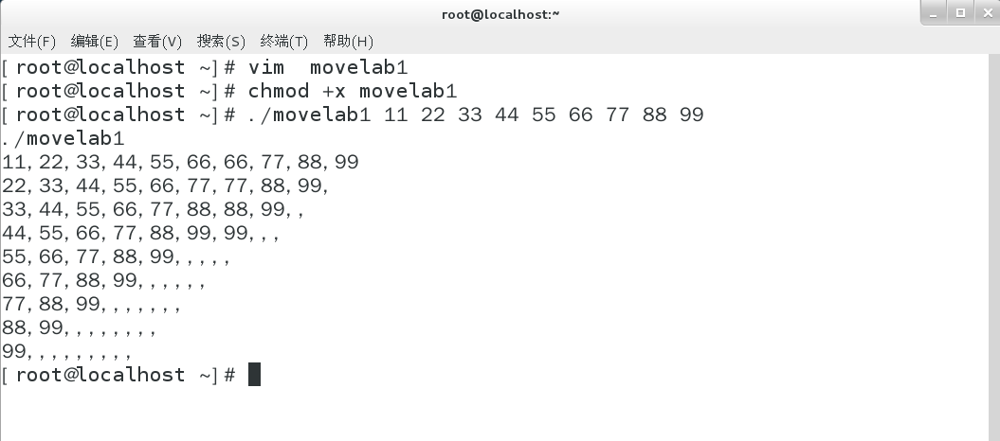 root@localhost:~
文件(F) 编辑(E) 查看(V) 搜索(S) 终端(T) 帮助(H)
[root@localhost ~]# vim  movelab1
[root@localhost ~]# chmod +x movelab1
[root@localhost ~]# ./movelab1 11 22 33 44 55 66 77 88 99
./movelab1
11,22,33,44,55,66,66,77,88,99
22,33,44,55,66,77,77,88,99,
33,44,55,66,77,88,88,99,,
44,55,66,77,88,99,99,,,
55,66,77,88,99,,,,,
66,77,88,99,,,,,,
77,88,99,,,,,,,
88,99,,,,,,,,
99,,,,,,,,,
[root@localhost ~]#